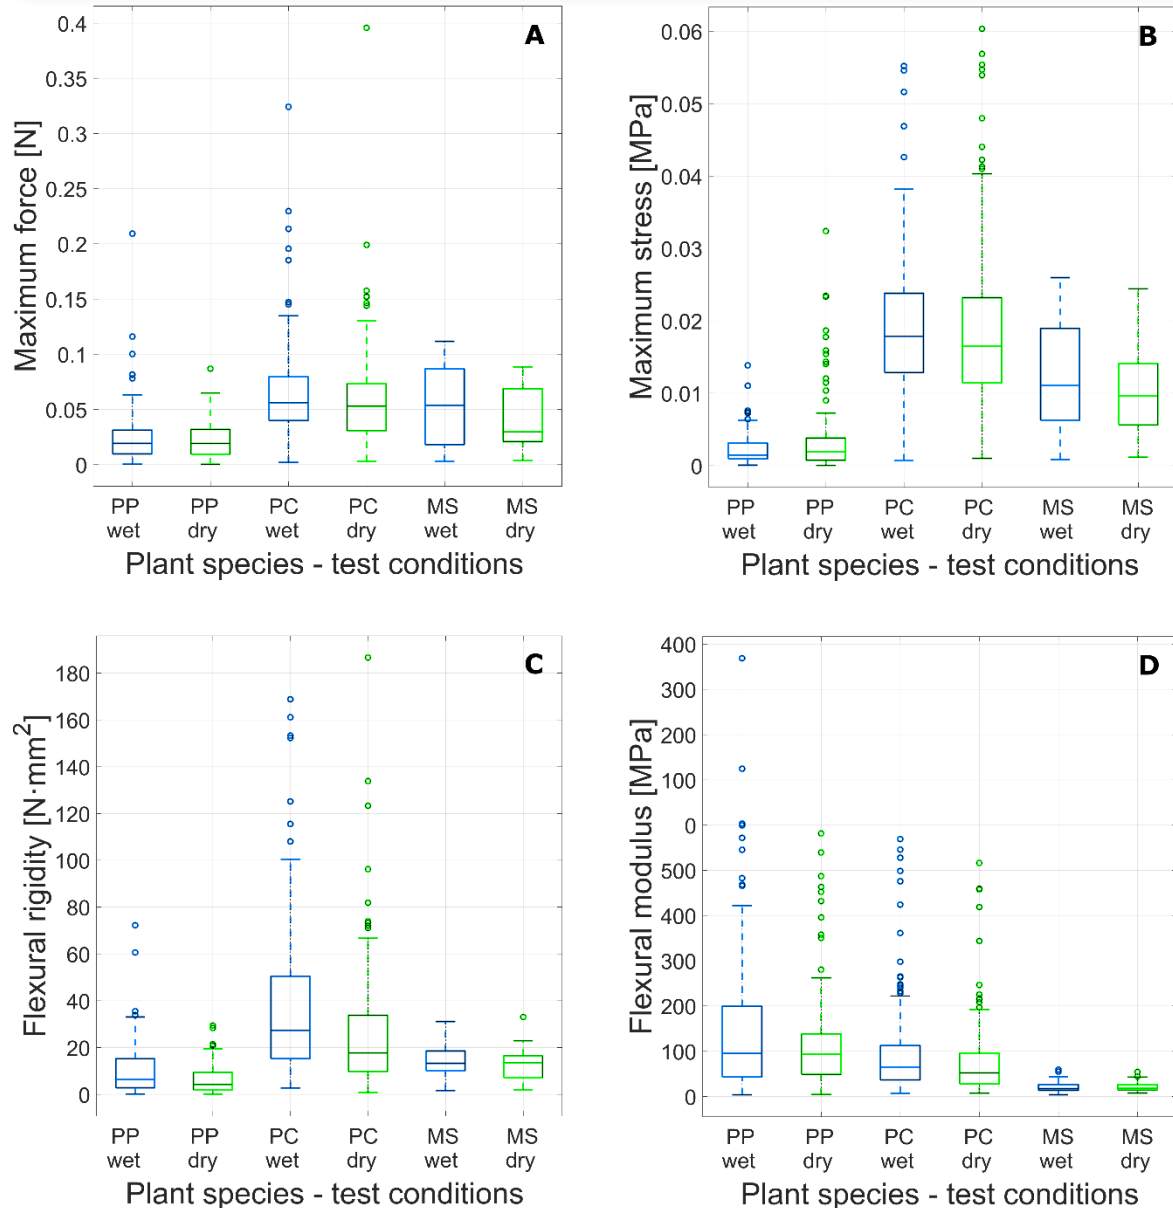 A
Maximum force [N]
0.4
0.35
0.3
0.25
0.2
0.15
0.1
0.05
0
PP PP PC PC MS MS
wet dry wet dry wet dry
Plant species - test conditions
B
Maximum stress [MPa]
0.06
0.05
0.04
0.03
0.02
0.01
0
PP PP PC PC MS MS
wet dry wet dry wet dry
Plant species - test conditions
C
Flexural rigidity [N·mm²]
180
160
140
120
100
80
60
40
20
0
PP PP PC PC MS MS
wet dry wet dry wet dry
Plant species - test conditions
D
Flexural modulus [MPa]
400
300
200
100
0
500
400
300
200
100
0
PP PP PC PC MS MS
wet dry wet dry wet dry
Plant species - test conditions